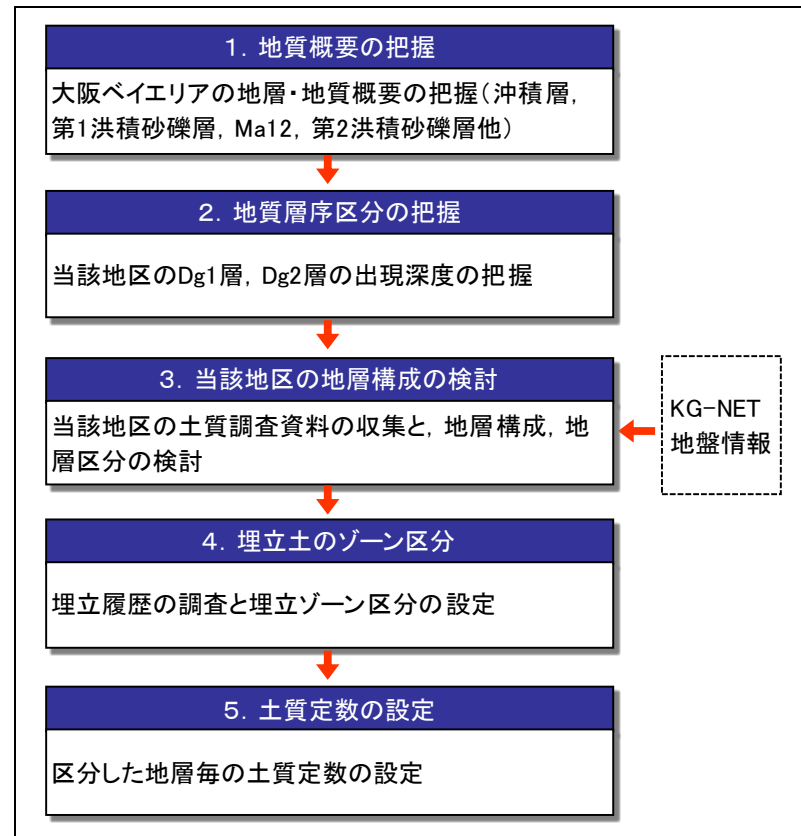 1．地質概要の把握
大阪ベイエリアの地層・地質概要の把握（沖積層，
第1洪積砂礫層，Ma12，第2洪積砂礫層他）
2．地質層序区分の把握
当該地区のDg1層，Dg2層の出現深度の把握
3．当該地区の地層構成の検討
当該地区の土質調査資料の収集と，地層構成，地
層区分の検討
KG-NET
地盤情報
4．埋立土のゾーン区分
埋立履歴の調査と埋立ゾーン区分の設定
5．土質定数の設定
区分した地層毎の土質定数の設定